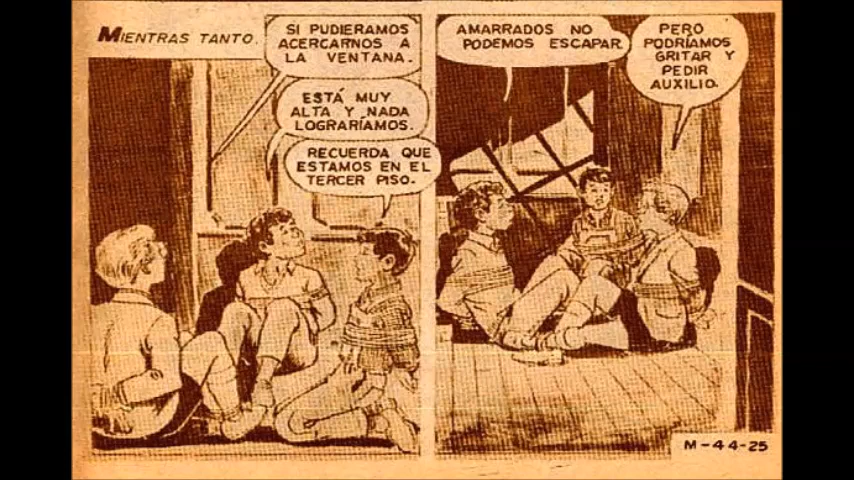 MIENTRAS TANTO.
SI PUDIERAMOS
ACERCARNOS Á
LA VENTANA.
ESTÁ MUY
ALTA Y NADA
LOGRARÍAMOS.
RECUERDA QUE
ESTAMOS EN EL
TERCER PISO.
AMARRADOS NO
PODEMOS ESCAPAR.
PERO
PODRÍAMOS
GRITAR Y
PEDIR
AUXILIO.
M-44-25